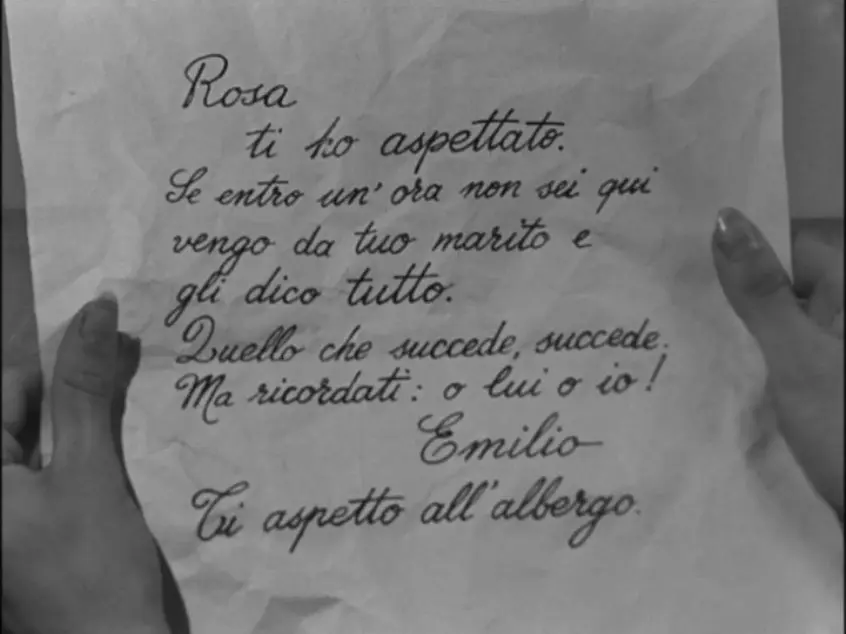 Rosa
ti ho aspettato.
Se entro un'ora non sei qui
vengo da tuo marito e
gli dico tutto.
Quello che succede, succede.
Ma ricordati: o lui o io!
Emilio
Ti aspetto all'albergo.